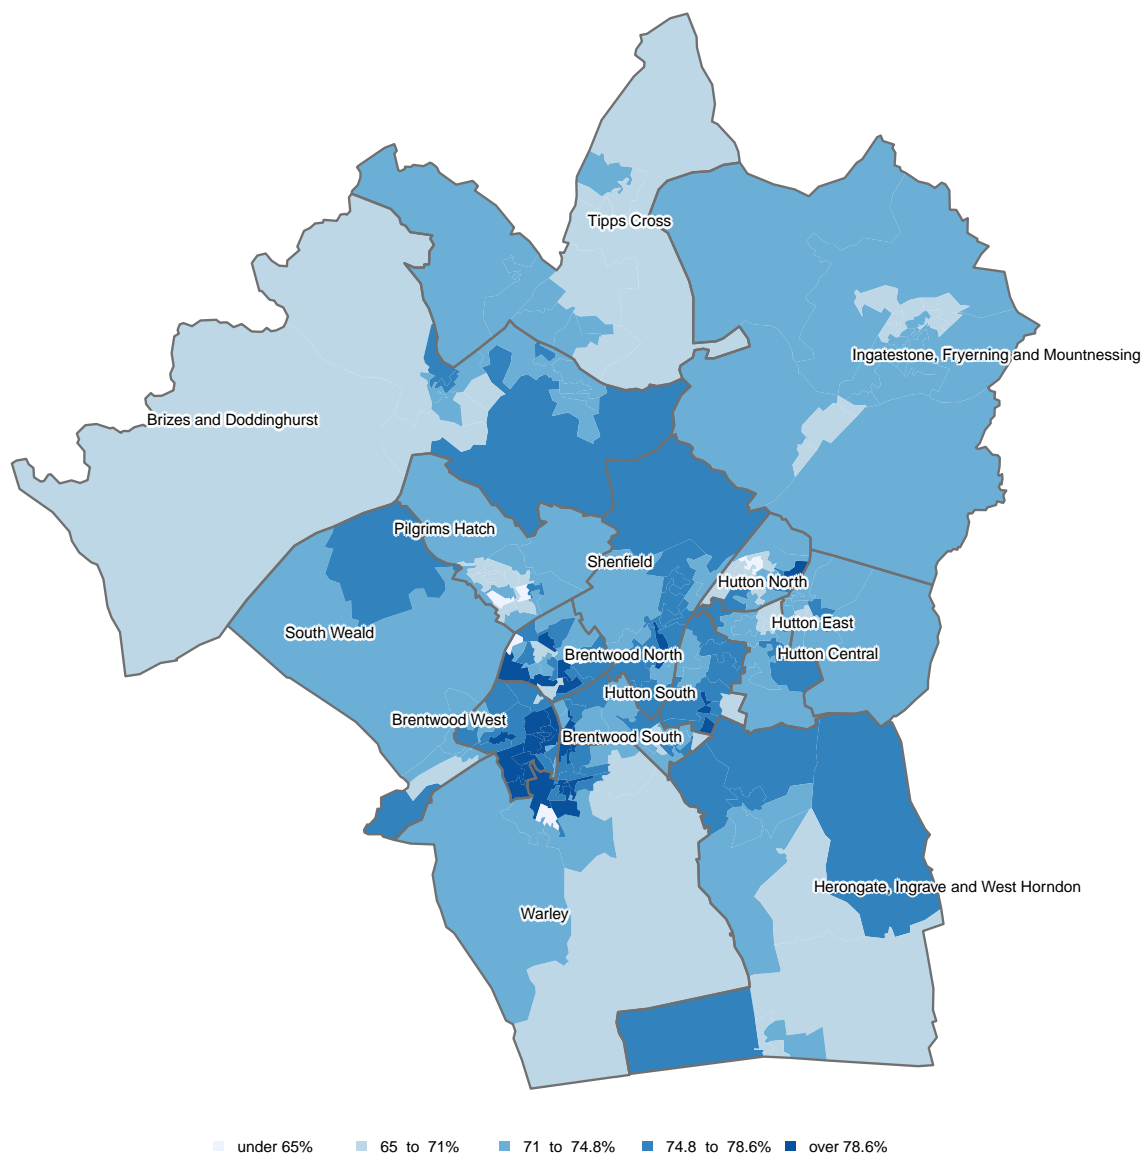 Tipps Cross
Ingatestone, Fryerning and Mountnessing
Brizes and Doddinghurst
Pilgrims Hatch
Shenfield
Hutton North
Hutton East
South Weald
Brentwood North
Hutton Central
Hutton South
Brentwood West
Brentwood South
Herongate, Ingrave and West Horndon
Warley
under 65% 65 to 71% 71 to 74.8% 74.8 to 78.6% over 78.6%